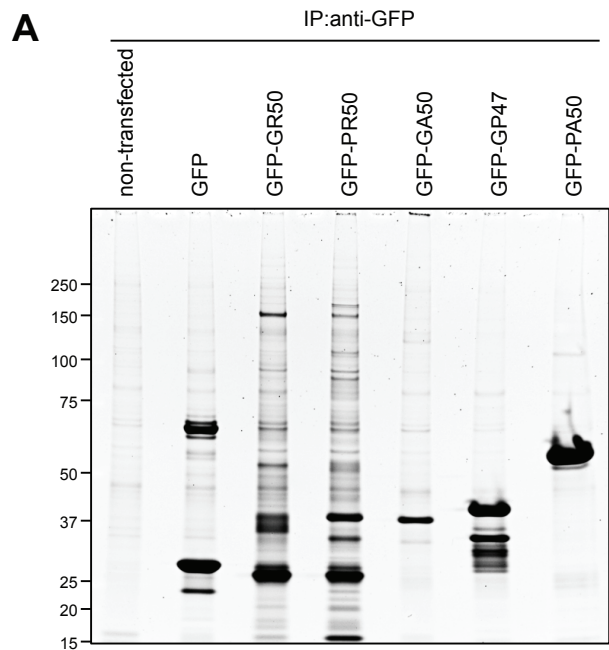 A
IP:anti-GFP
non-transfected
GFP
GFP-GR50
GFP-PR50
GFP-GA50
GFP-GP47
GFP-PA50
250
150
100
75
50
37
25
20
15